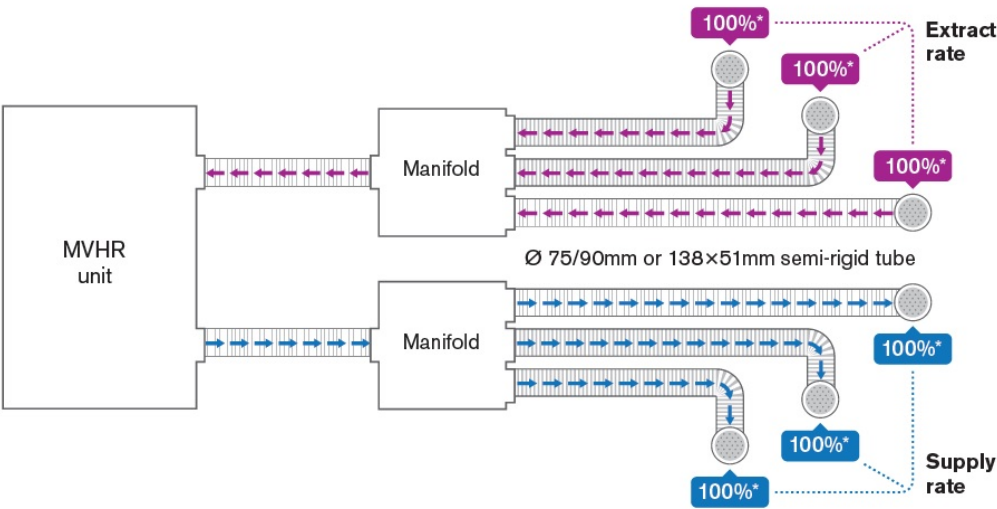 100%*
Extract
rate
100%*
100%*
Manifold
MVHR
unit
Ø 75/90mm or 138×51mm semi-rigid tube
Manifold
100%*
100%*
Supply
rate
100%*